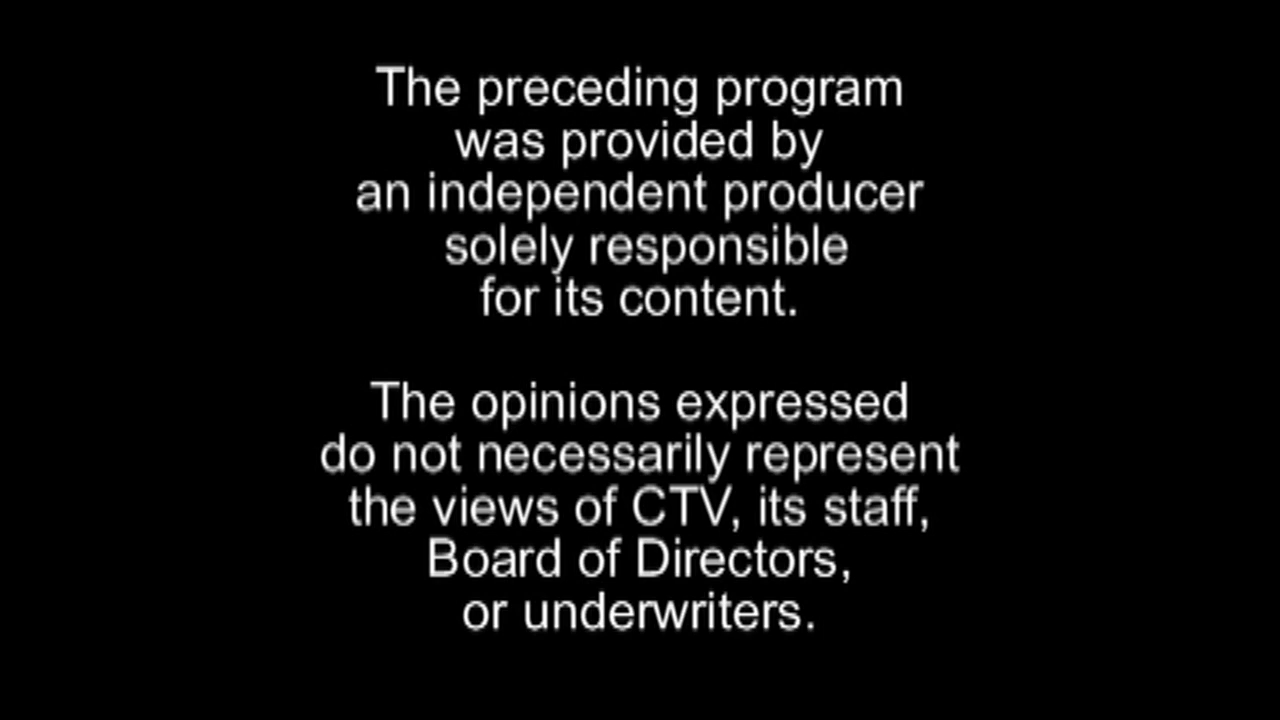 The preceding program
was provided by
an independent producer
solely responsible
for its content.
The opinions expressed
do not necessarily represent
the views of CTV, its staff,
Board of Directors,
or underwriters.